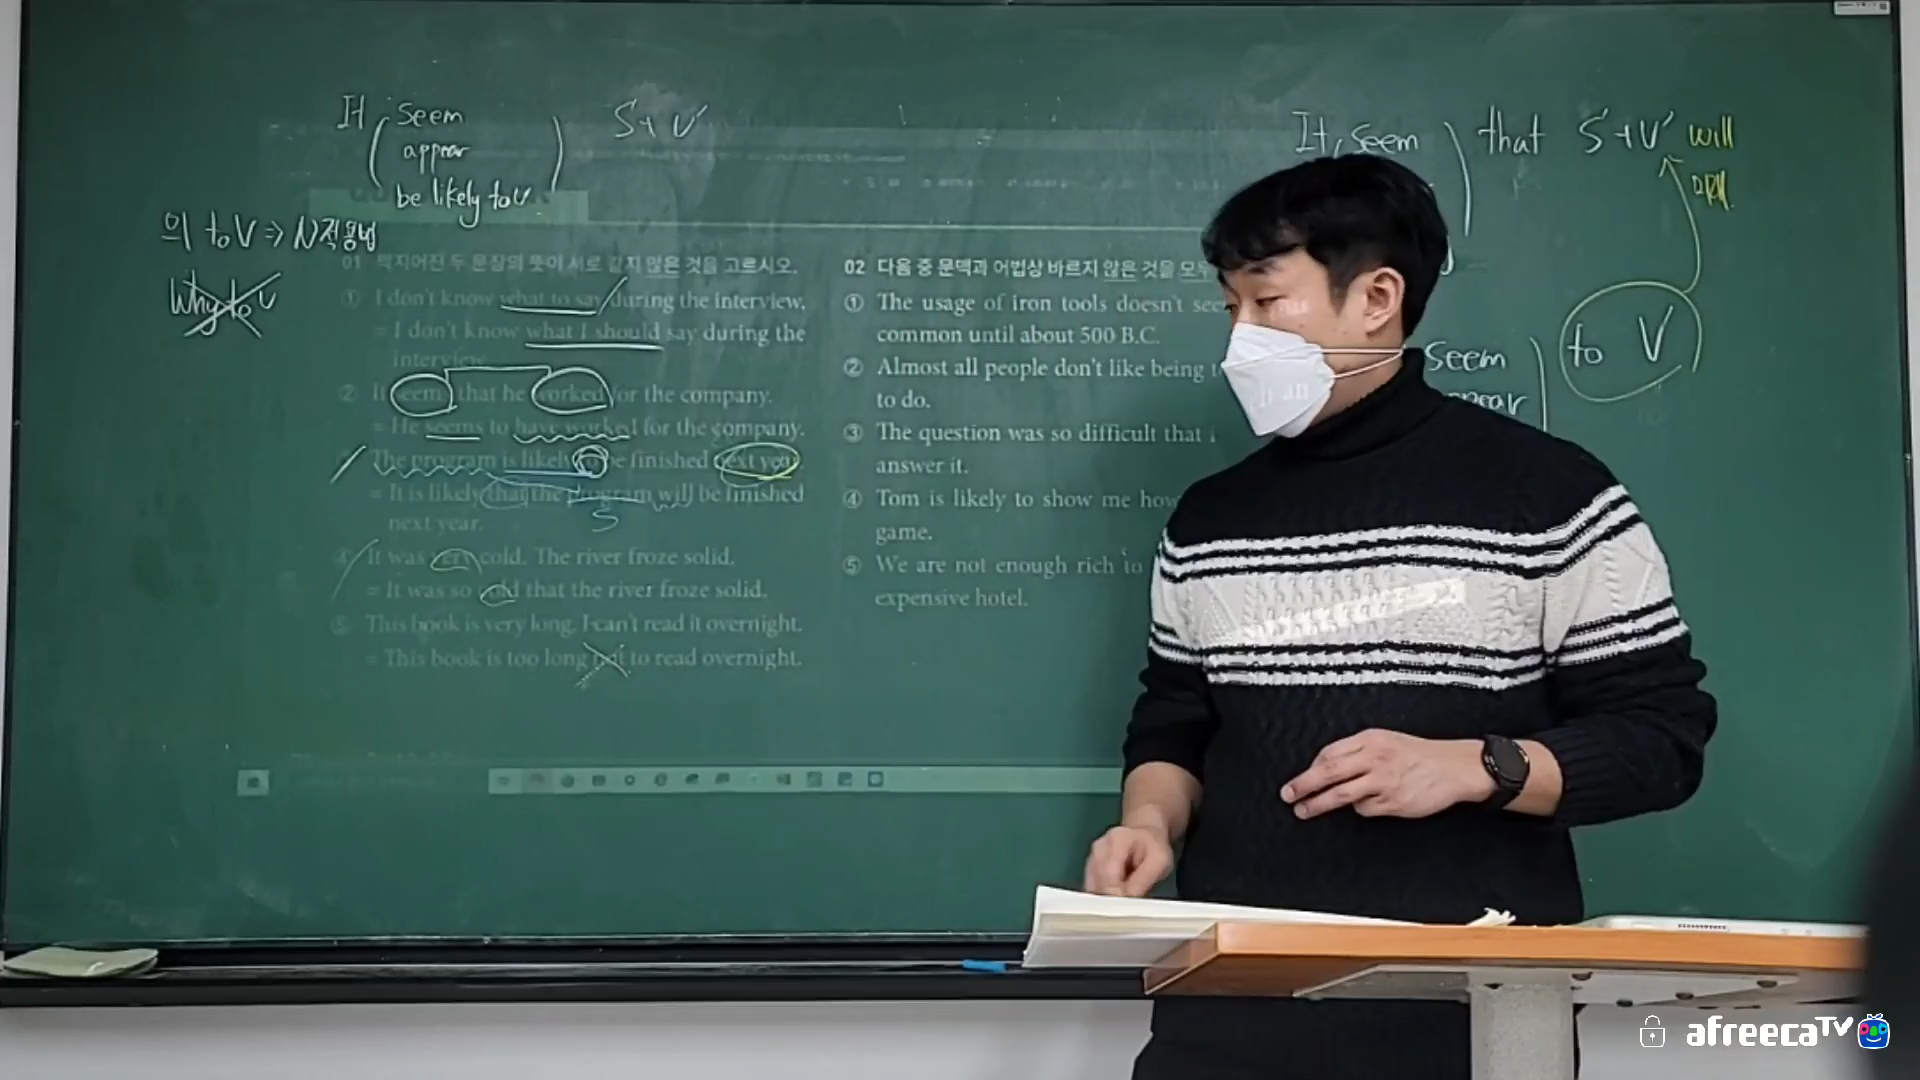 It seem
appear
be likely to V
S + V'
의 to V => N적용법
Why to V
01 짝지어진 두 문장의 뜻이 서로 같지 않은 것을 고르시오.
① I don't know what to say during the interview.
= I don't know what I should say during the
interview.
② It seems that he worked for the company.
= He seems to have worked for the company.
The program is likely to be finished next year.
= It is likely that the program will be finished
next year.
S
④ It was very cold. The river froze solid.
= It was so cold that the river froze solid.
⑤ This book is very long. I can't read it overnight.
= This book is too long not to read overnight.
02 다음 중 문맥과 어법상 바르지 않은 것을 모두
① The usage of iron tools doesn't
common until about 500 B.C.
② Almost all people don't like being
to do.
③ The question was so difficult that
answer it.
④ Tom is likely to show me how
game.
⑤ We are not enough rich to
expensive hotel.
It seem that S' + V' will
seem to V
afreecaTV